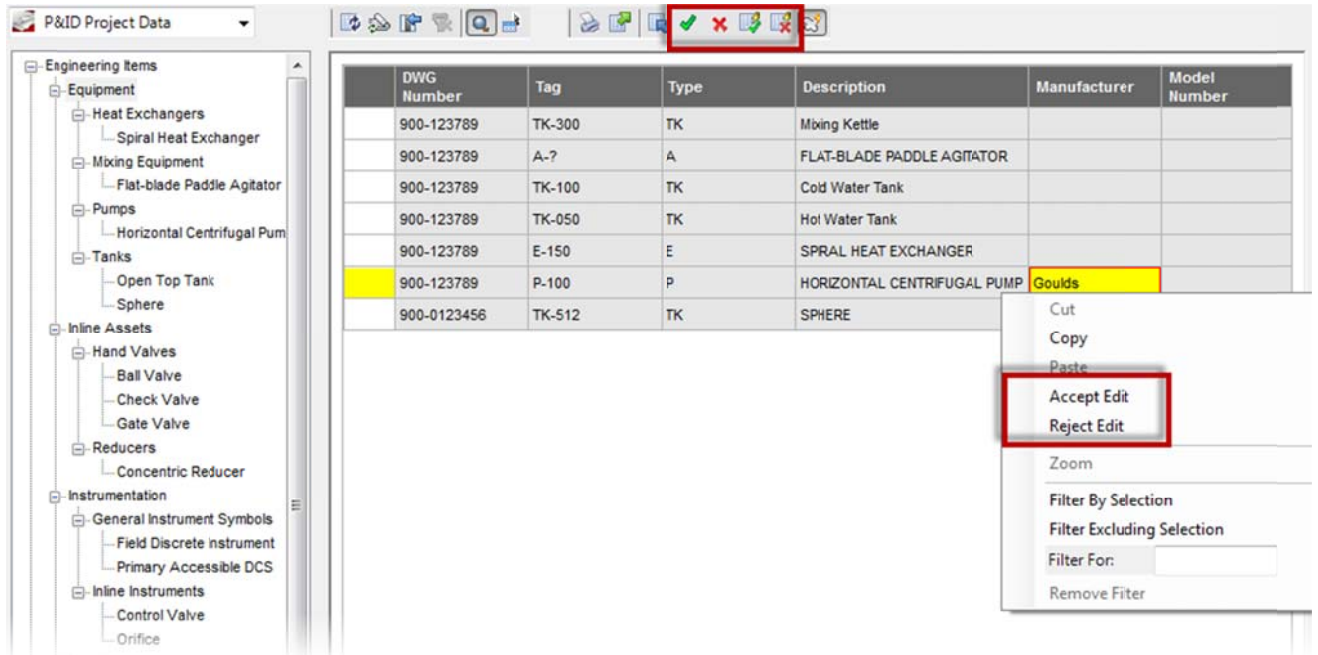 P&ID Project Data
Engineering Items
Equipment
Heat Exchangers
Spiral Heat Exchanger
Mixing Equipment
Flat-blade Paddle Agitator
Pumps
Horizontal Centrifugal Pum
Tanks
Open Top Tank
Sphere
Inline Assets
Hand Valves
Ball Valve
Check Valve
Gate Valve
Reducers
Concentric Reducer
Instrumentation
General Instrument Symbols
Field Discrete Instrument
Primary Accessible DCS
Inline Instruments
Control Valve
Orifice
DWG Number Tag Type Description Manufacturer Model Number
900-123789 TK-300 TK Mixing Kettle
900-123789 A-? A FLAT-BLADE PADDLE AGITATOR
900-123789 TK-100 TK Cold Water Tank
900-123789 TK-050 TK Hot Water Tank
900-123789 E-150 E SPIRAL HEAT EXCHANGER
900-123789 P-100 P HORIZONTAL CENTRIFUGAL PUMP Goulds
900-0123456 TK-512 TK SPHERE
Cut
Copy
Paste
Accept Edit
Reject Edit
Zoom
Filter By Selection
Filter Excluding Selection
Filter For:
Remove Filter